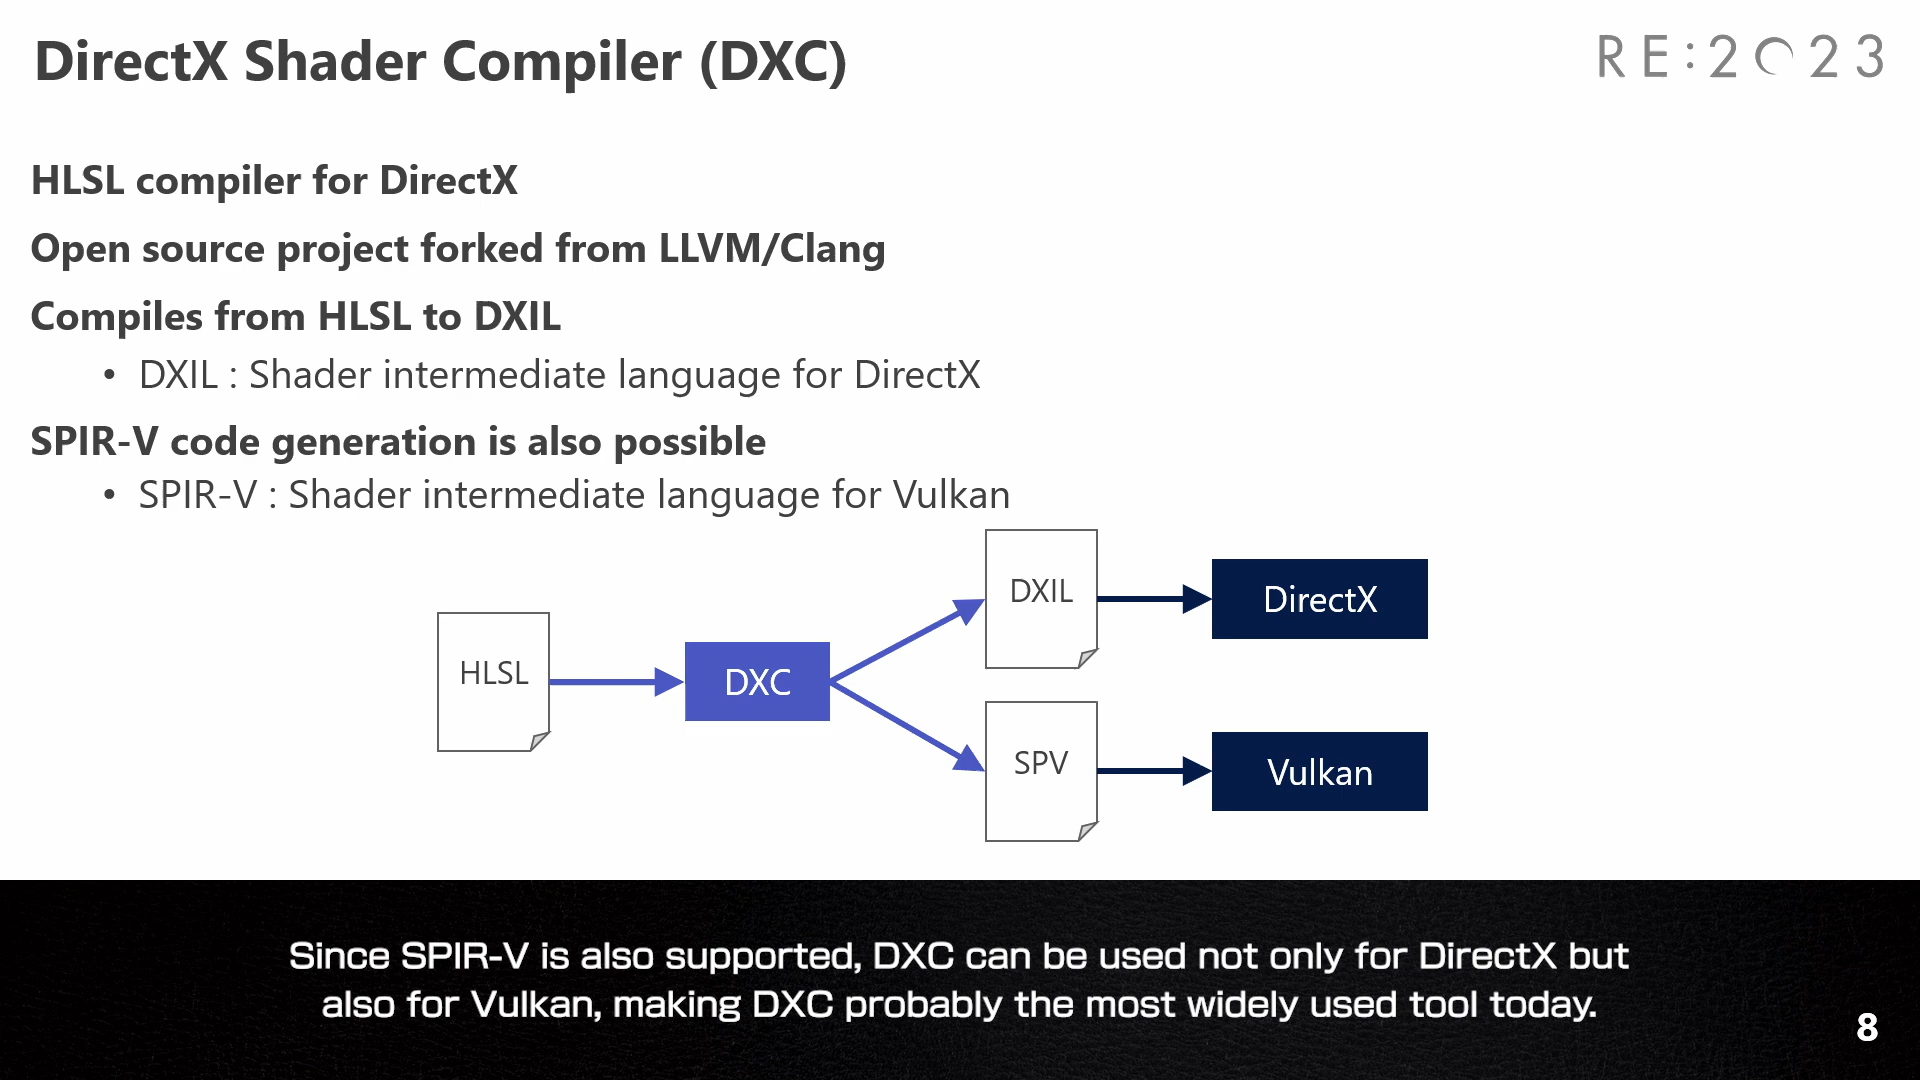 DirectX Shader Compiler (DXC)
RE:2023
HLSL compiler for DirectX
Open source project forked from LLVM/Clang
Compiles from HLSL to DXIL
• DXIL : Shader intermediate language for DirectX
SPIR-V code generation is also possible
• SPIR-V : Shader intermediate language for Vulkan
DXIL
DirectX
HLSL
DXC
SPV
Vulkan
Since SPIR-V is also supported, DXC can be used not only for DirectX but
also for Vulkan, making DXC probably the most widely used tool today.
8